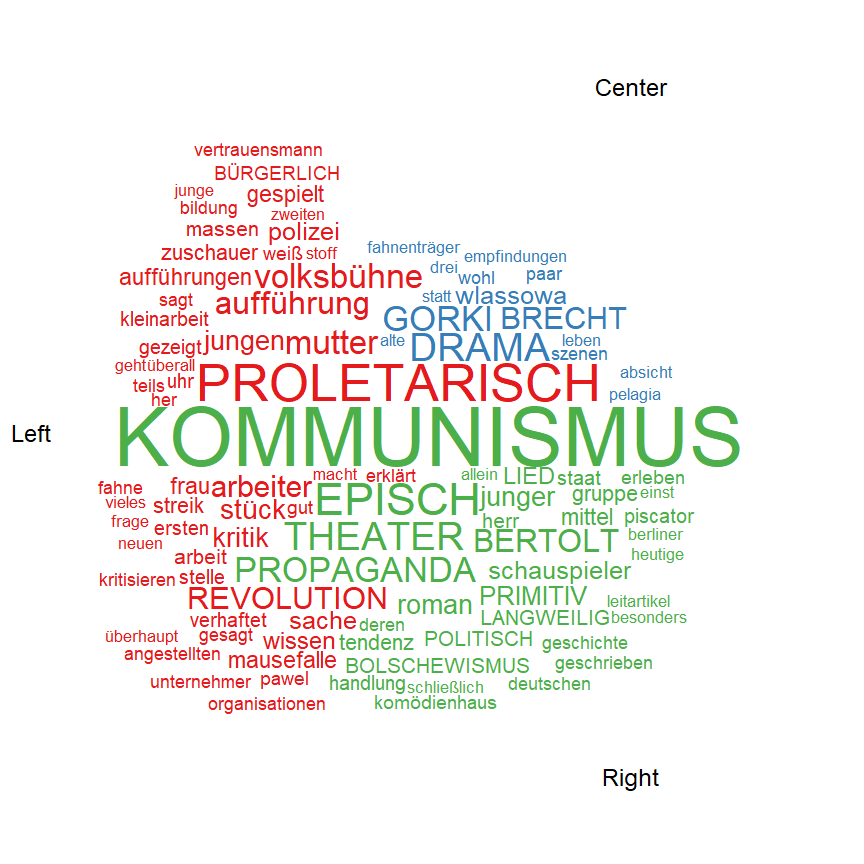 Center
vertrauensmann
BÜRGERLICH
junge gespielt
bildung zweiten
massen polizei
zuschauer weiß stoff fahnenträger
empfindungen
aufführungen volksbühne drei wohl paar
sagt aufführung statt wlassowa
kleinarbeit GORKI BRECHT
gezeigt jungen mutter alte DRAMA leben
szenen
geht überall
teils uhr PROLETARISCH absicht
her pelagia
Left KOMMUNISMUS
macht erklärt allein LIED staat erleben
fahne frau arbeiter EPISCH junger gruppe einst
vieles streik stück gut
frage ersten kritik herr mittel piscator
neuen THEATER BERTOLT berliner
arbeit heutige
kritisieren stelle PROPAGANDA schauspieler
REVOLUTION roman PRIMITIV leitartikel
verhaftet sache deren LANGWEILIG besonders
überhaupt gesagt wissen tendenz POLITISCH geschichte
angestellten mausefalle BOLSCHEWISMUS geschrieben
unternehmer pawel handlung schließlich deutschen
organisationen komödienhaus
Right